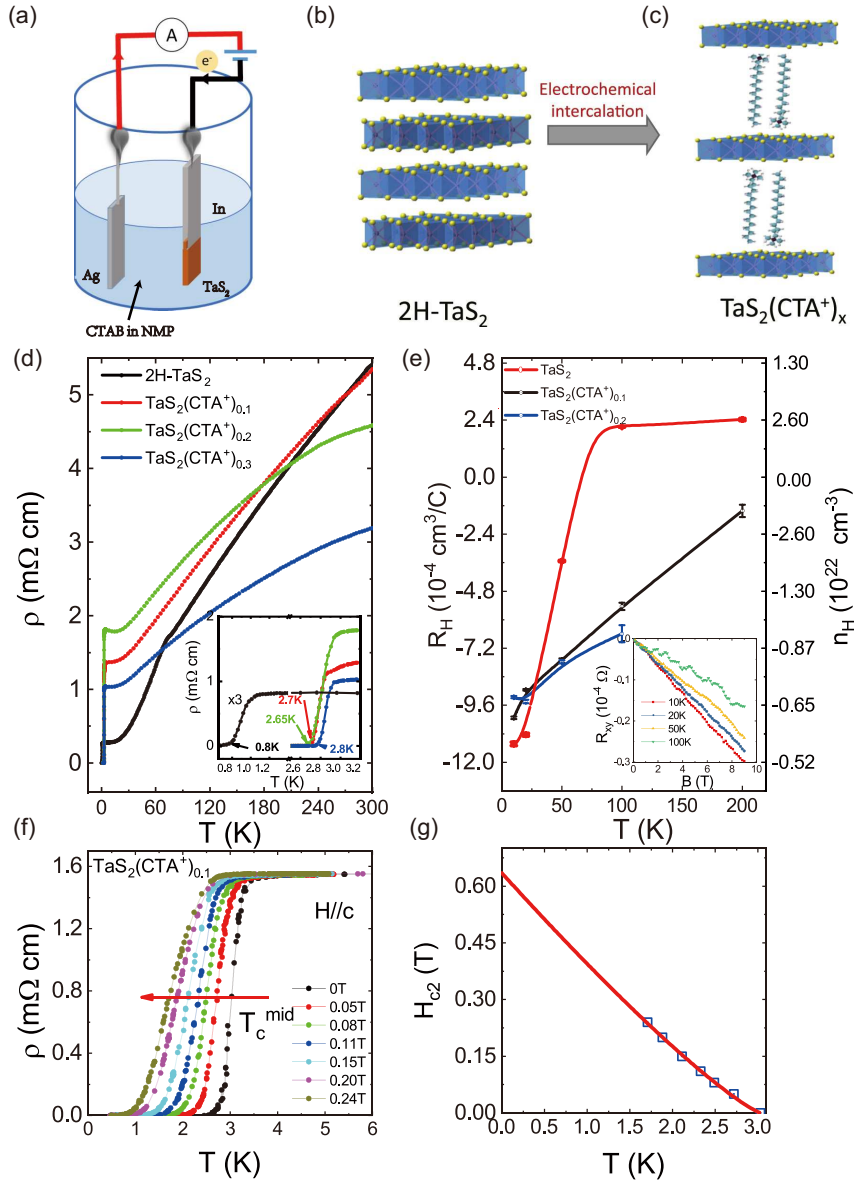 (a)
A
e-
In
Ag
TaS2
CTAB in NMP
(b)
Electrochemical
intercalation
2H-TaS2
(c)
TaS2(CTA+)x
(d)
2H-TaS2
TaS2(CTA+)0.1
TaS2(CTA+)0.2
TaS2(CTA+)0.3
5
4
3
2
1
0
ρ (mΩ cm)
0 60 120 180 240 300
T (K)
2
1
0
ρ (mΩ cm)
x3
2.7K
2.65K
0.8K
2.8K
0.8 1.0 1.2 2.6 2.8 3.0 3.2
T (K)
(e)
TaS2
TaS2(CTA+)0.1
TaS2(CTA+)0.2
4.8
2.4
0.0
-2.4
-4.8
-7.2
-9.6
-12.0
RH (10-4 cm3/C)
1.30
2.60
0.00
-2.60
-1.30
-0.87
-0.65
-0.52
nH (1022 cm-3)
0 50 100 150 200
T (K)
0.0
-0.1
-0.2
-0.3
Rxy (10-4 Ω)
10K
20K
50K
100K
0 2 4 6 8 10
B (T)
(f)
TaS2(CTA+)0.1
H//c
Tcmid
0T
0.05T
0.08T
0.11T
0.15T
0.20T
0.24T
1.6
1.2
0.8
0.4
0.0
ρ (mΩ cm)
0 1 2 3 4 5 6
T (K)
(g)
0.60
0.45
0.30
0.15
0.00
Hc2 (T)
0.0 0.5 1.0 1.5 2.0 2.5 3.0
T (K)